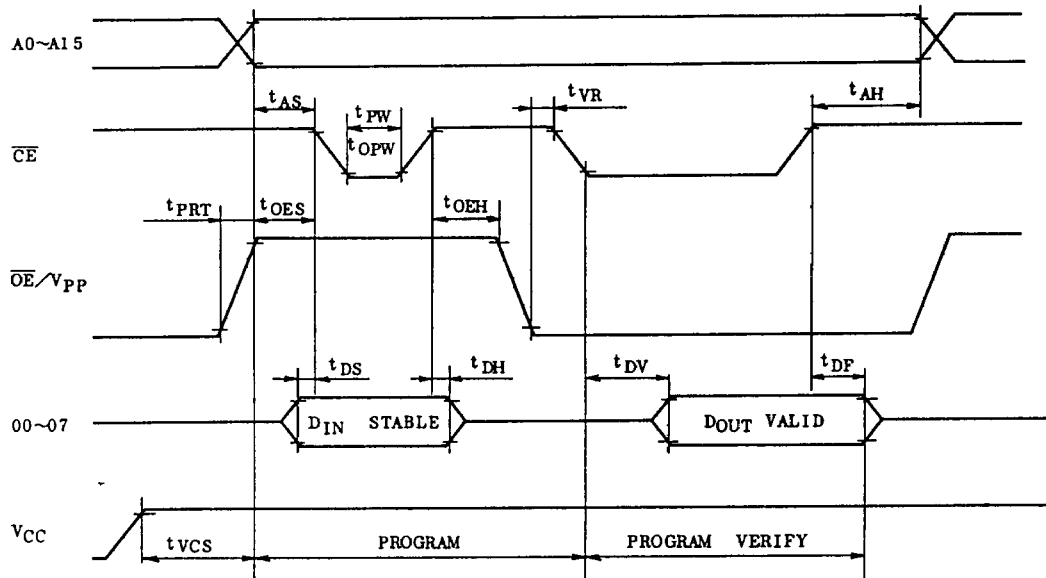 A0~A15
tAS
tPW
tOPW
tVR
tAH
CE
tPRT
tOES
tOEH
OE/VPP
tDS
tDH
tDV
tDF
00~07
DIN STABLE
DOUT VALID
VCC
tVCS
PROGRAM
PROGRAM VERIFY